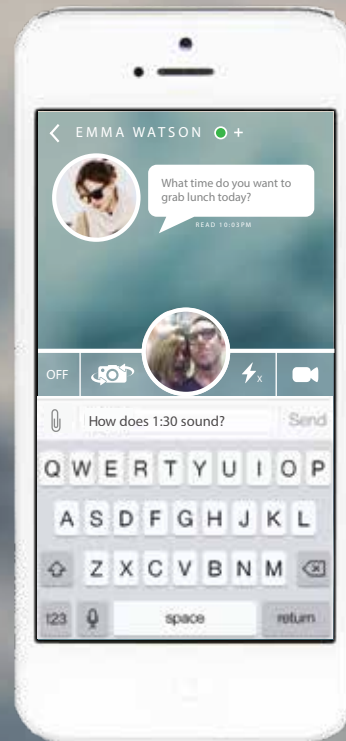 EMMA WATSON +
What time do you want to
grab lunch today?
READ 10:03PM
OFF
x
How does 1:30 sound?
Send
Q W E R T Y U I O P
A S D F G H J K L
Z X C V B N M
123
space
return